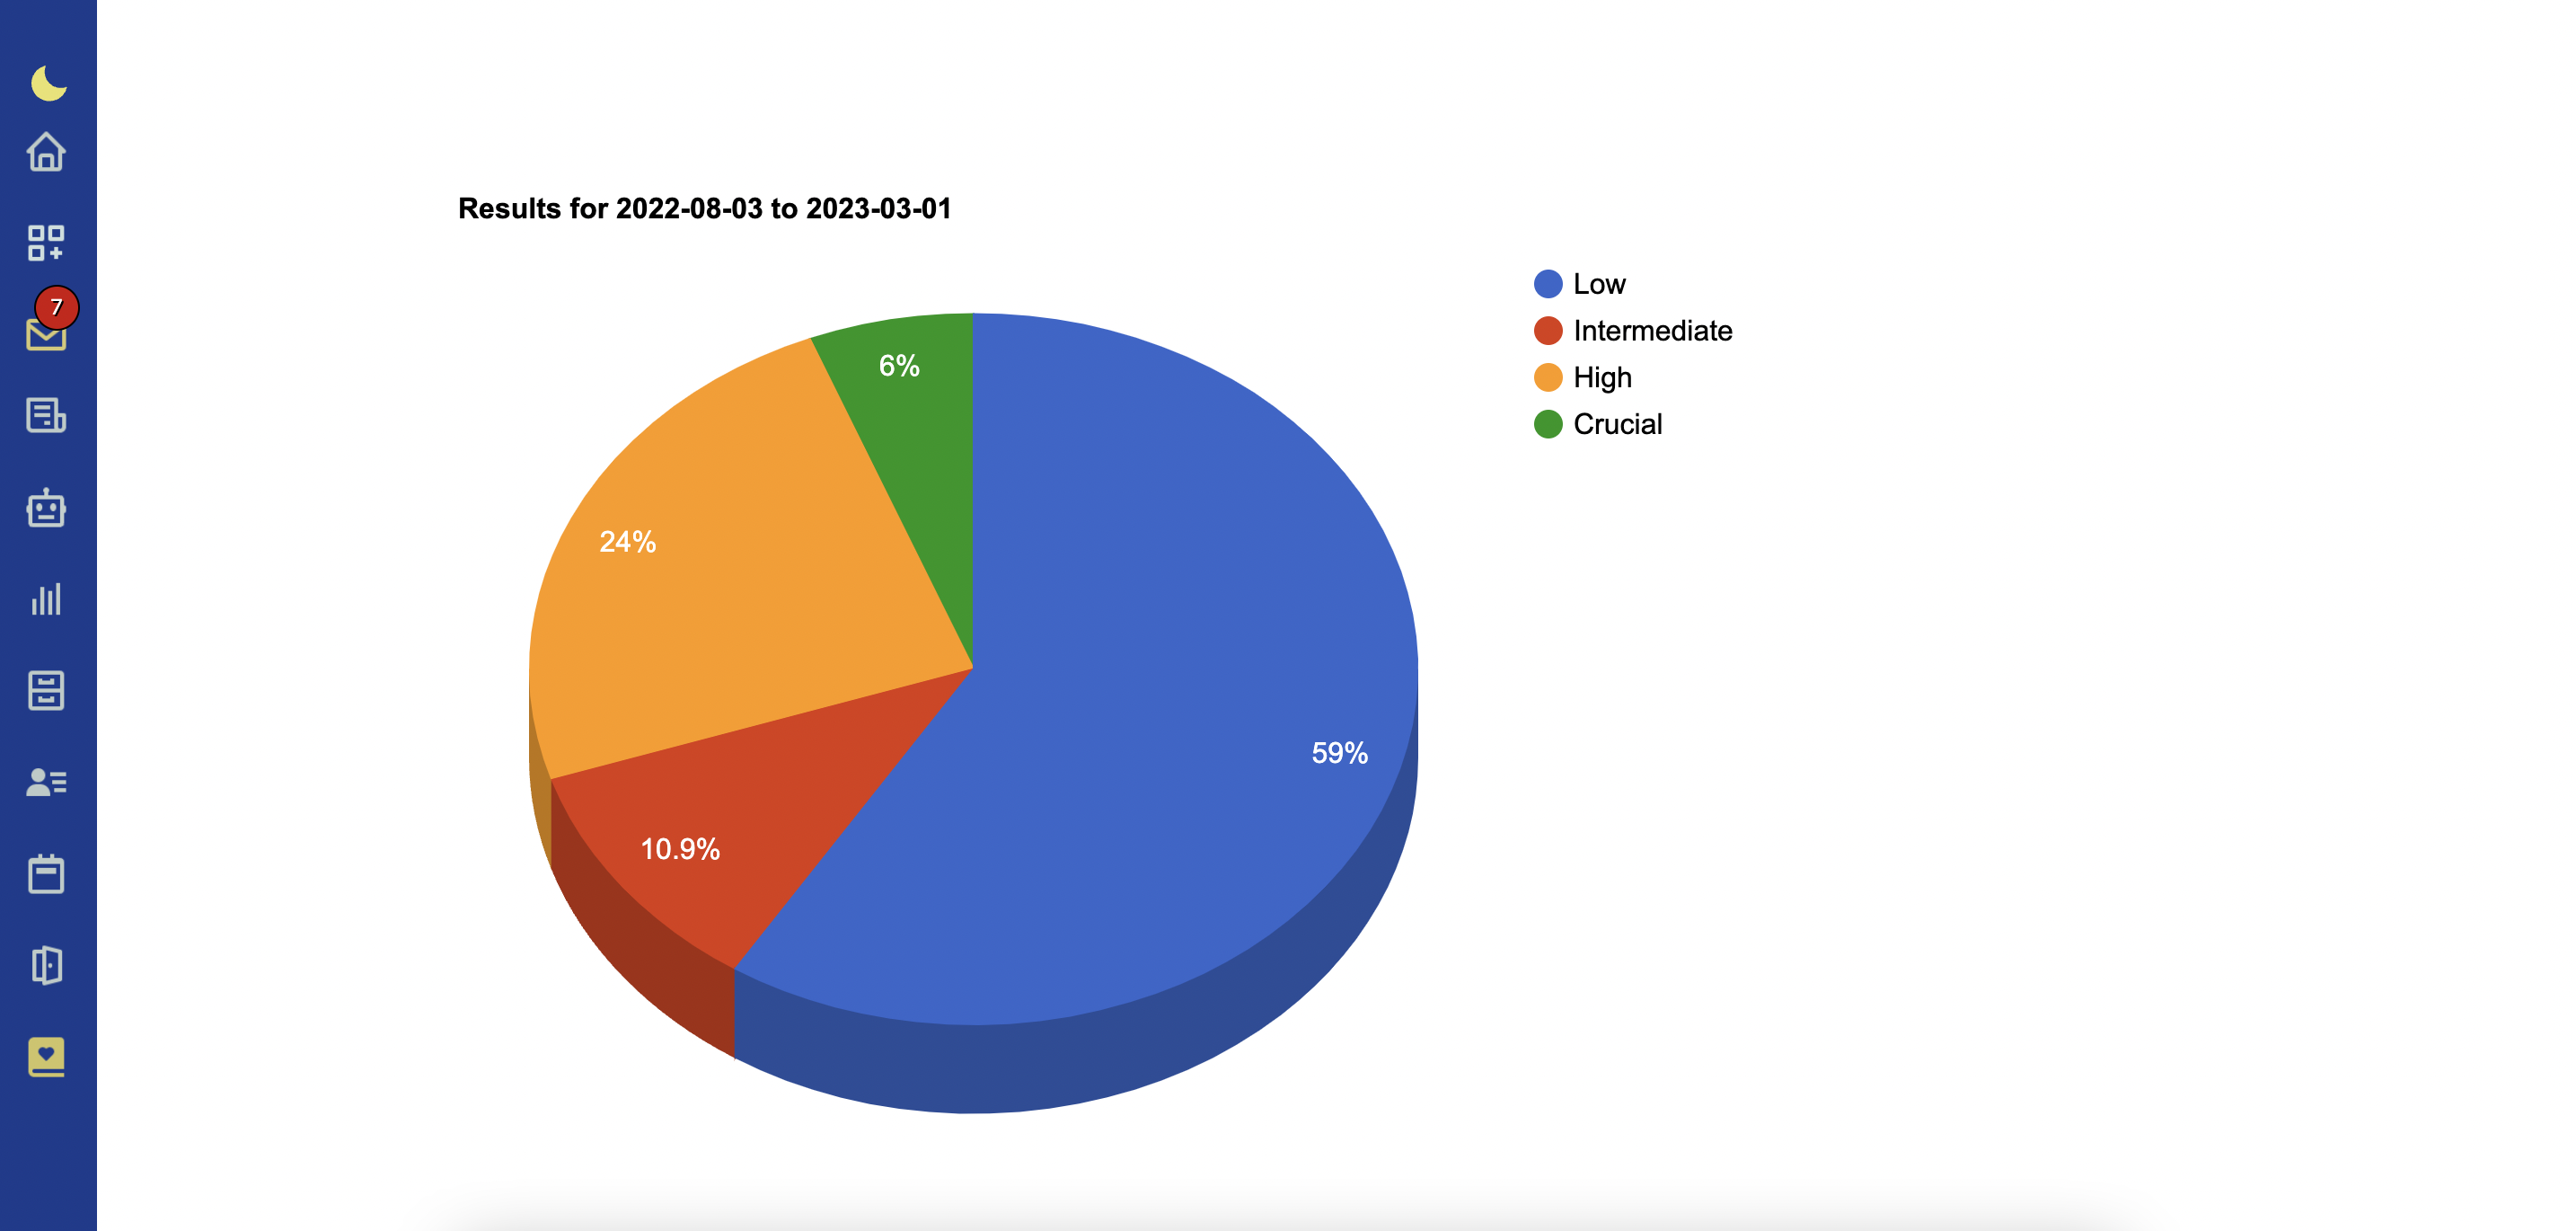 Results for 2022-08-03 to 2023-03-01
Low
7
Intermediate
6%
High
Crucial
24%
59%
10.9%